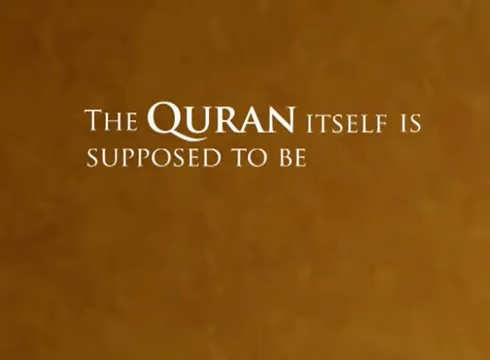 THE QURAN ITSELF IS
SUPPOSED TO BE